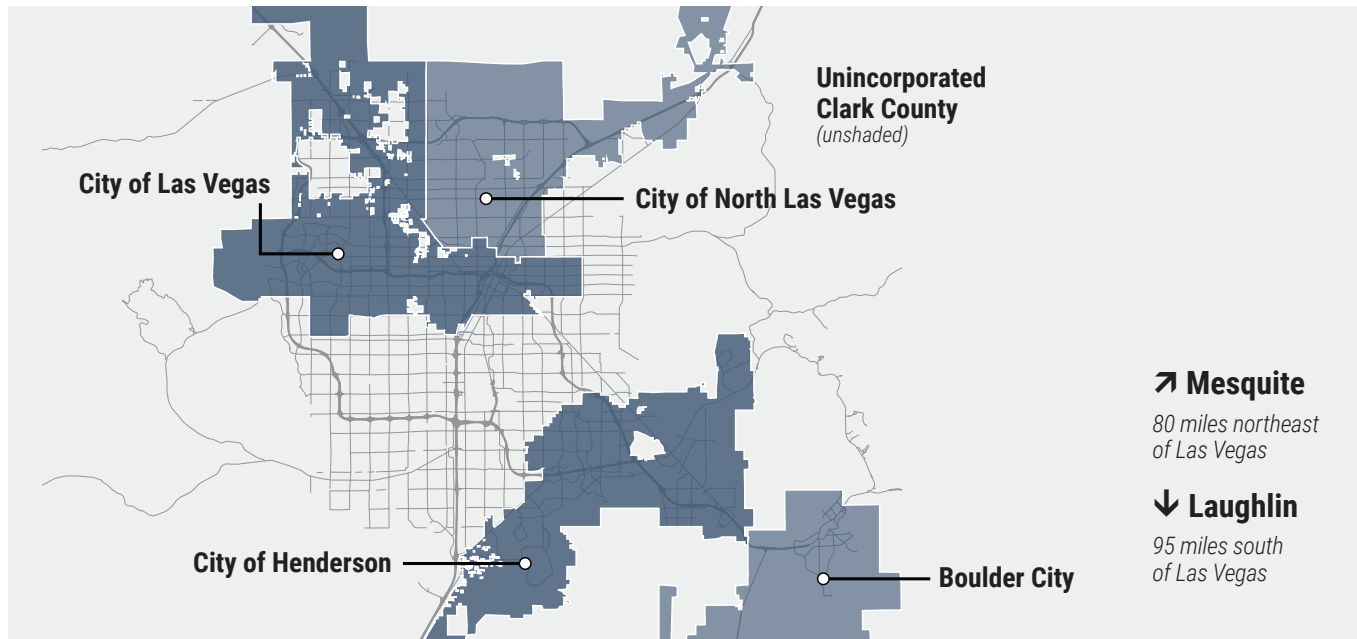 Unincorporated
Clark County
(unshaded)
City of Las Vegas
City of North Las Vegas
Mesquite
80 miles northeast
of Las Vegas
Laughlin
95 miles south
of Las Vegas
City of Henderson
Boulder City